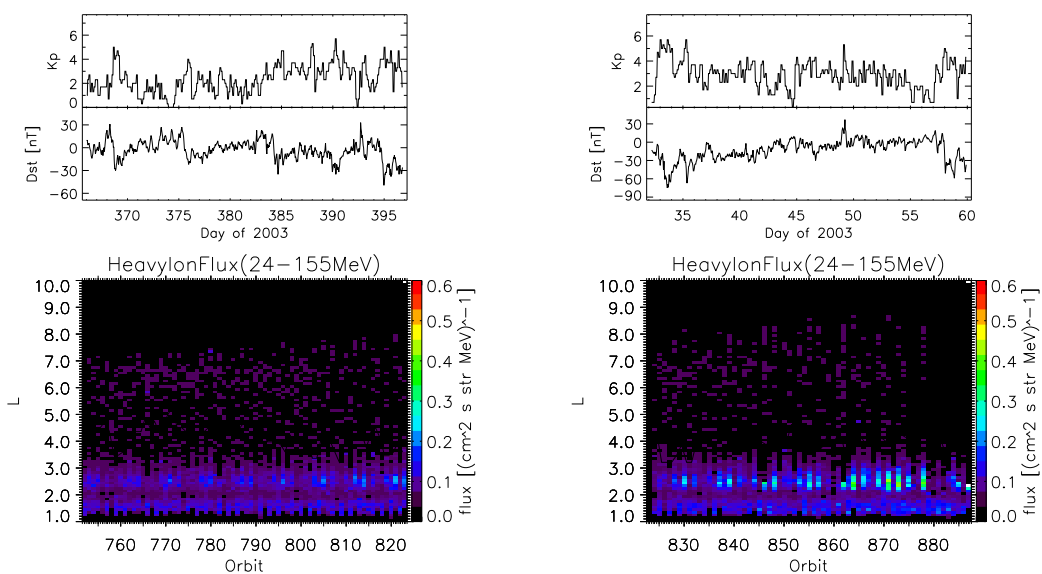 6
4
2
0
Kp
30
0
−30
−60
Dst [nT]
370 375 380 385 390 395
Day of 2003
HeavyIonFlux(24−155MeV)
10.0
9.0
8.0
7.0
6.0
5.0
4.0
3.0
2.0
1.0
L
760 770 780 790 800 810 820
Orbit
0.6
0.5
0.4
0.3
0.2
0.1
0.0
flux [(cm^2 s str MeV)^−1]
6
4
2
Kp
30
0
−30
−60
−90
Dst [nT]
35 40 45 50 55 60
Day of 2003
HeavyIonFlux(24−155MeV)
10.0
9.0
8.0
7.0
6.0
5.0
4.0
3.0
2.0
1.0
L
830 840 850 860 870 880
Orbit
0.6
0.5
0.4
0.3
0.2
0.1
0.0
flux [(cm^2 s str MeV)^−1]